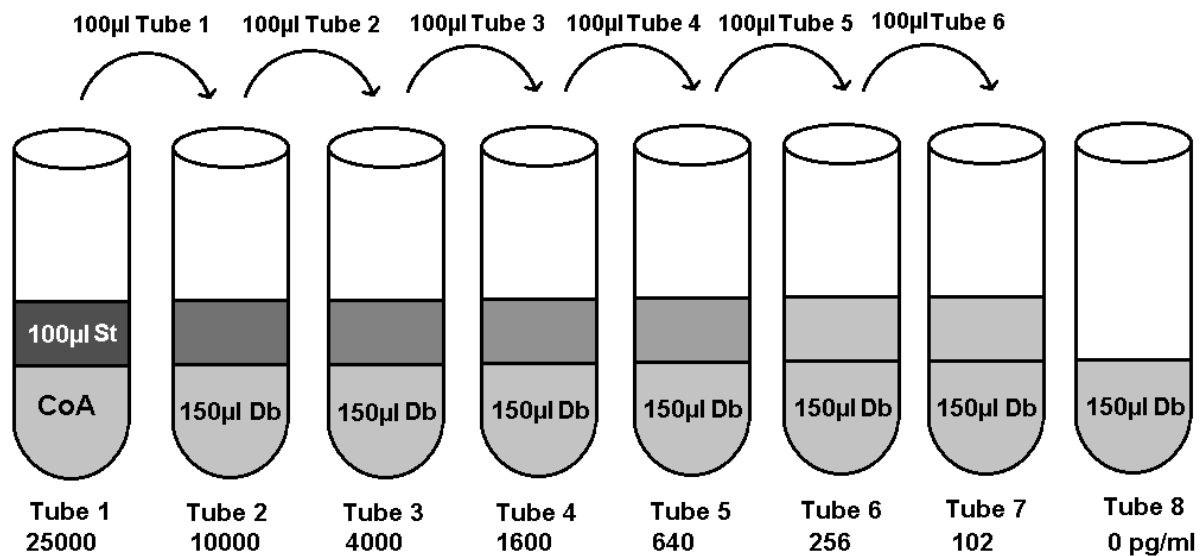 100µl Tube 1 100µl Tube 2 100µl Tube 3 100µl Tube 4 100µl Tube 5 100µl Tube 6
100µl St
CoA 150µl Db 150µl Db 150µl Db 150µl Db 150µl Db 150µl Db 150µl Db
Tube 1 Tube 2 Tube 3 Tube 4 Tube 5 Tube 6 Tube 7 Tube 8
25000 10000 4000 1600 640 256 102 0 pg/ml